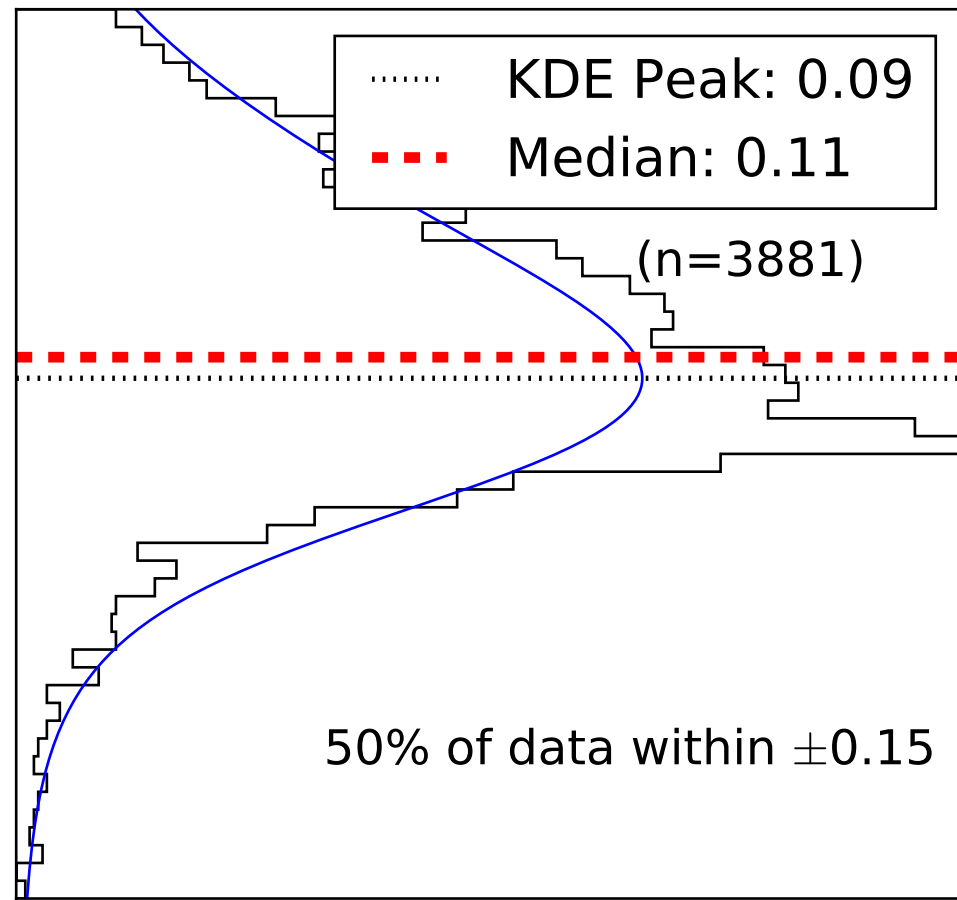 KDE Peak: 0.09
Median: 0.11
(n=3881)
50% of data within ±0.15